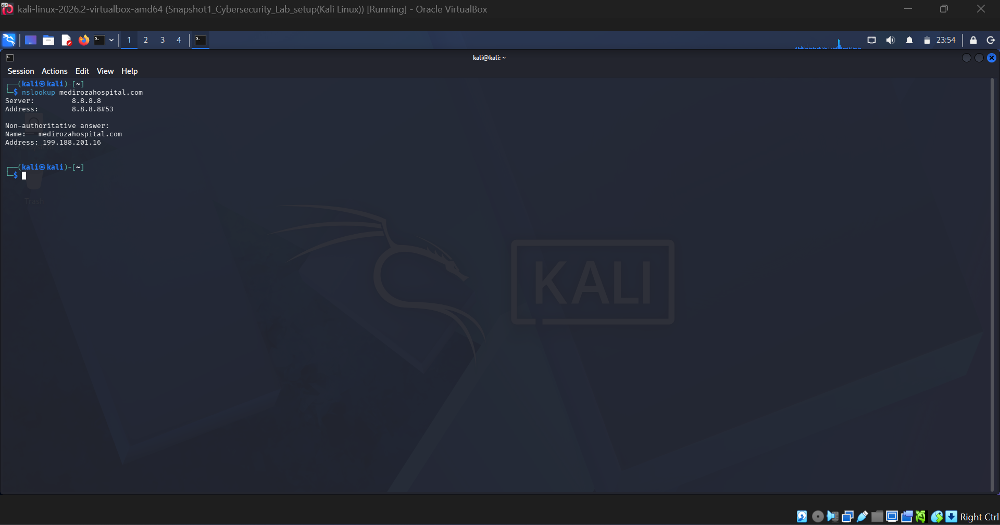 kali-linux-2026.2-virtualbox-amd64 (Snapshot1_Cybersecurity_Lab_setup(Kali Linux)) [Running] - Oracle VirtualBox
1 2 3 4 23:54
kali@kali: ~
Session Actions Edit View Help
┌──(kali㉿kali)-[~]
└─$ nslookup medirozahospital.com
Server:         8.8.8.8
Address:        8.8.8.8#53
Non-authoritative answer:
Name:   medirozahospital.com
Address: 199.188.201.16
File System
┌──(kali㉿kali)-[~]
└─$
Trash
KALI
Right Ctrl